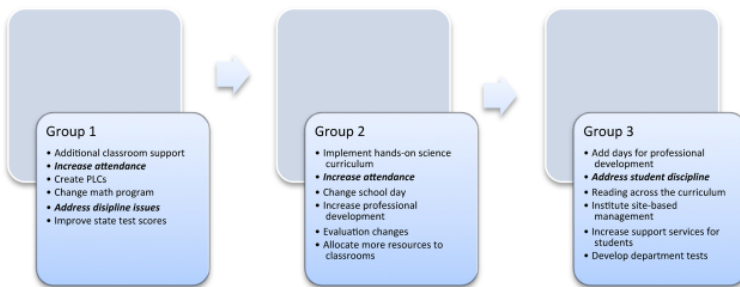 Group 1
• Additional classroom support
• Increase attendance
• Create PLCs
• Change math program
• Address disipline issues
• Improve state test scores
Group 2
• Implement hands-on science
curriculum
• Increase attendance
• Change school day
• Increase professional
development
• Evaluation changes
• Allocate more resources to
classrooms
Group 3
• Add days for professional
development
• Address student discipline
• Reading across the curriculum
• Institute site-based
management
• Increase support services for
students
• Develop department tests